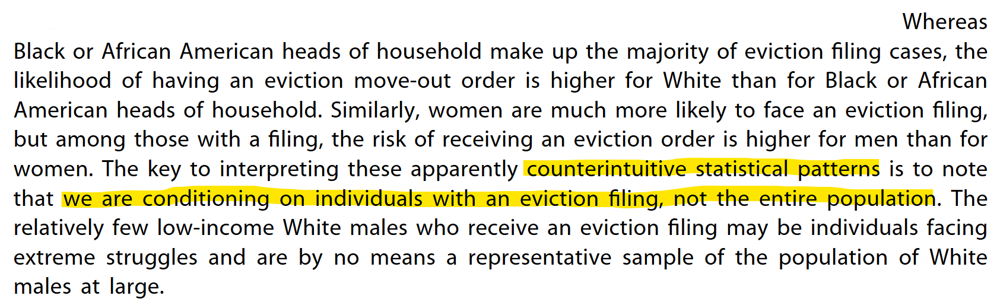 Whereas
Black or African American heads of household make up the majority of eviction filing cases, the
likelihood of having an eviction move-out order is higher for White than for Black or African
American heads of household. Similarly, women are much more likely to face an eviction filing,
but among those with a filing, the risk of receiving an eviction order is higher for men than for
women. The key to interpreting these apparently counterintuitive statistical patterns is to note
that we are conditioning on individuals with an eviction filing, not the entire population. The
relatively few low-income White males who receive an eviction filing may be individuals facing
extreme struggles and are by no means a representative sample of the population of White
males at large.